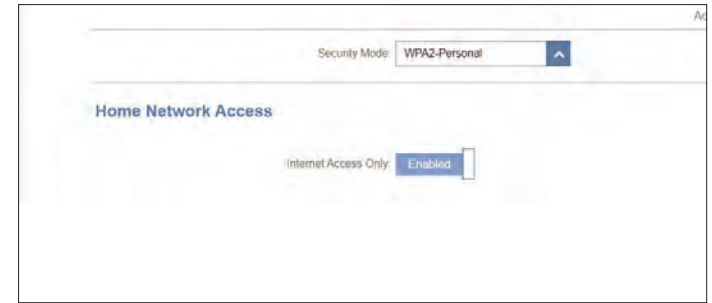 Security Mode: WPA2-Personal
Home Network Access
Internet Access Only: Enabled